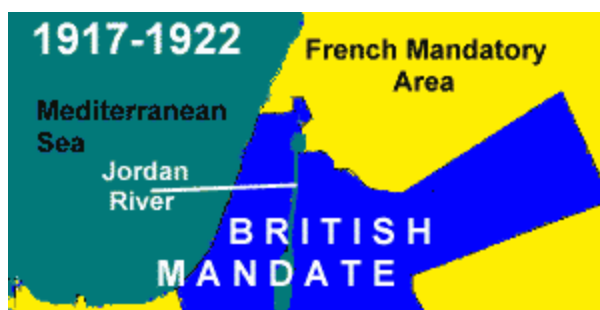 1917-1922
French Mandatory
Area
Mediterranean
Sea
Jordan
River
BRITISH
MANDATE